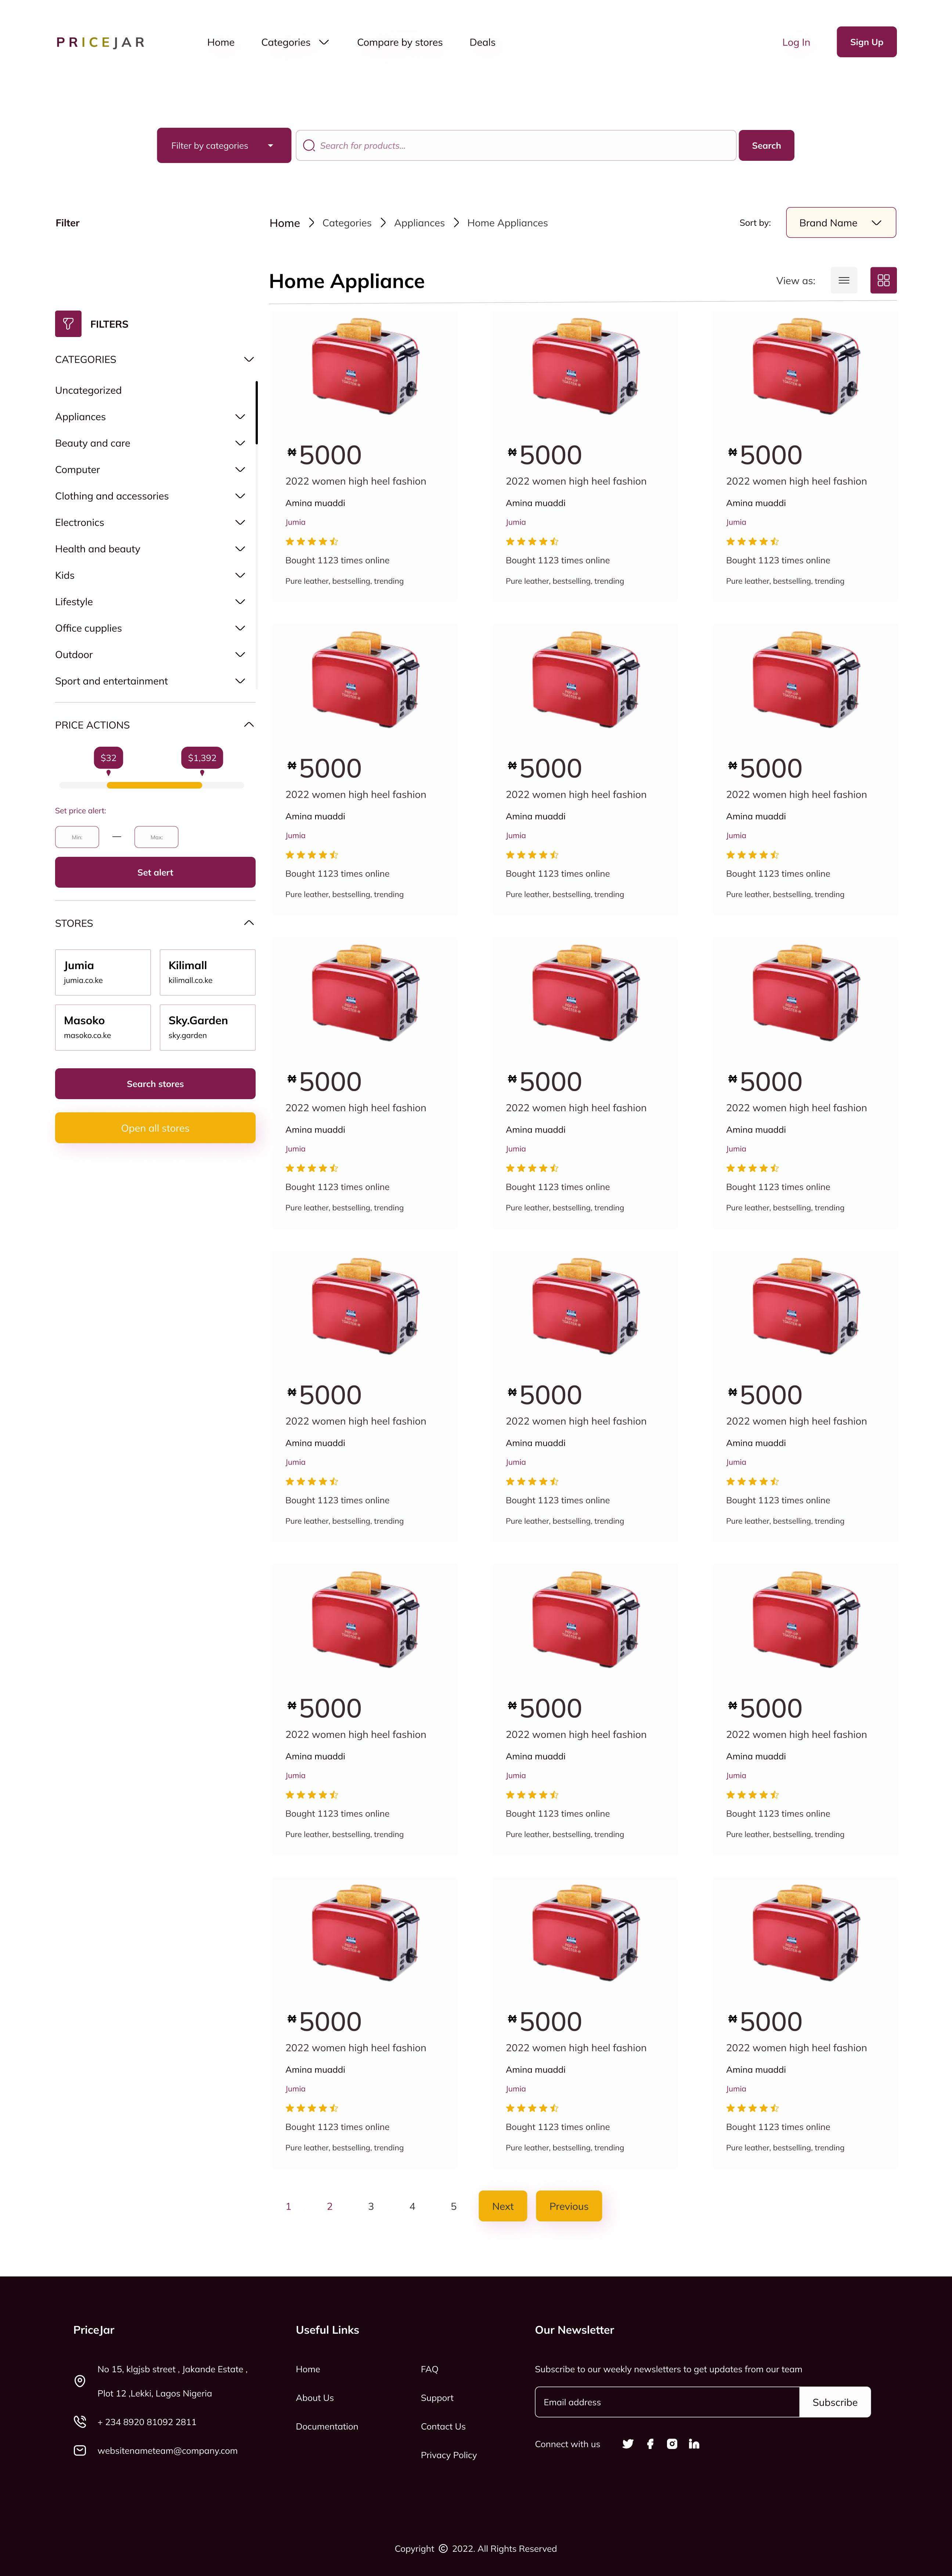 PRICEJAR
Home Categories Compare by stores Deals Log In Sign Up
Filter by categories Search for products... Search
Filter Home Categories Appliances Home Appliances Sort by: Brand Name
Home Appliance View as:
FILTERS
CATEGORIES
Uncategorized
Appliances
Beauty and care
Computer
Clothing and accessories
Electronics
Health and beauty
Kids
Lifestyle
Office cupplies
Outdoor
Sport and entertainment
PRICE ACTIONS
$32 $1,392
Set price alert:
Min: — Max:
Set alert
STORES
Jumia
jumia.co.ke
Kilimall
kilimall.co.ke
Masoko
masoko.co.ke
Sky.Garden
sky.garden
Search stores
Open all stores
₦5000 ₦5000 ₦5000
2022 women high heel fashion 2022 women high heel fashion 2022 women high heel fashion
Amina muaddi Amina muaddi Amina muaddi
Jumia Jumia Jumia
Bought 1123 times online Bought 1123 times online Bought 1123 times online
Pure leather, bestselling, trending Pure leather, bestselling, trending Pure leather, bestselling, trending
₦5000 ₦5000 ₦5000
2022 women high heel fashion 2022 women high heel fashion 2022 women high heel fashion
Amina muaddi Amina muaddi Amina muaddi
Jumia Jumia Jumia
Bought 1123 times online Bought 1123 times online Bought 1123 times online
Pure leather, bestselling, trending Pure leather, bestselling, trending Pure leather, bestselling, trending
₦5000 ₦5000 ₦5000
2022 women high heel fashion 2022 women high heel fashion 2022 women high heel fashion
Amina muaddi Amina muaddi Amina muaddi
Jumia Jumia Jumia
Bought 1123 times online Bought 1123 times online Bought 1123 times online
Pure leather, bestselling, trending Pure leather, bestselling, trending Pure leather, bestselling, trending
₦5000 ₦5000 ₦5000
2022 women high heel fashion 2022 women high heel fashion 2022 women high heel fashion
Amina muaddi Amina muaddi Amina muaddi
Jumia Jumia Jumia
Bought 1123 times online Bought 1123 times online Bought 1123 times online
Pure leather, bestselling, trending Pure leather, bestselling, trending Pure leather, bestselling, trending
₦5000 ₦5000 ₦5000
2022 women high heel fashion 2022 women high heel fashion 2022 women high heel fashion
Amina muaddi Amina muaddi Amina muaddi
Jumia Jumia Jumia
Bought 1123 times online Bought 1123 times online Bought 1123 times online
Pure leather, bestselling, trending Pure leather, bestselling, trending Pure leather, bestselling, trending
₦5000 ₦5000 ₦5000
2022 women high heel fashion 2022 women high heel fashion 2022 women high heel fashion
Amina muaddi Amina muaddi Amina muaddi
Jumia Jumia Jumia
Bought 1123 times online Bought 1123 times online Bought 1123 times online
Pure leather, bestselling, trending Pure leather, bestselling, trending Pure leather, bestselling, trending
1 2 3 4 5 Next Previous
PriceJar
No 15, klgjsb street , Jakande Estate ,
Plot 12 ,Lekki, Lagos Nigeria
+ 234 8920 81092 2811
websitenameteam@company.com
Useful Links
Home
About Us
Documentation
FAQ
Support
Contact Us
Privacy Policy
Our Newsletter
Subscribe to our weekly newsletters to get updates from our team
Email address Subscribe
Connect with us
Copyright © 2022. All Rights Reserved